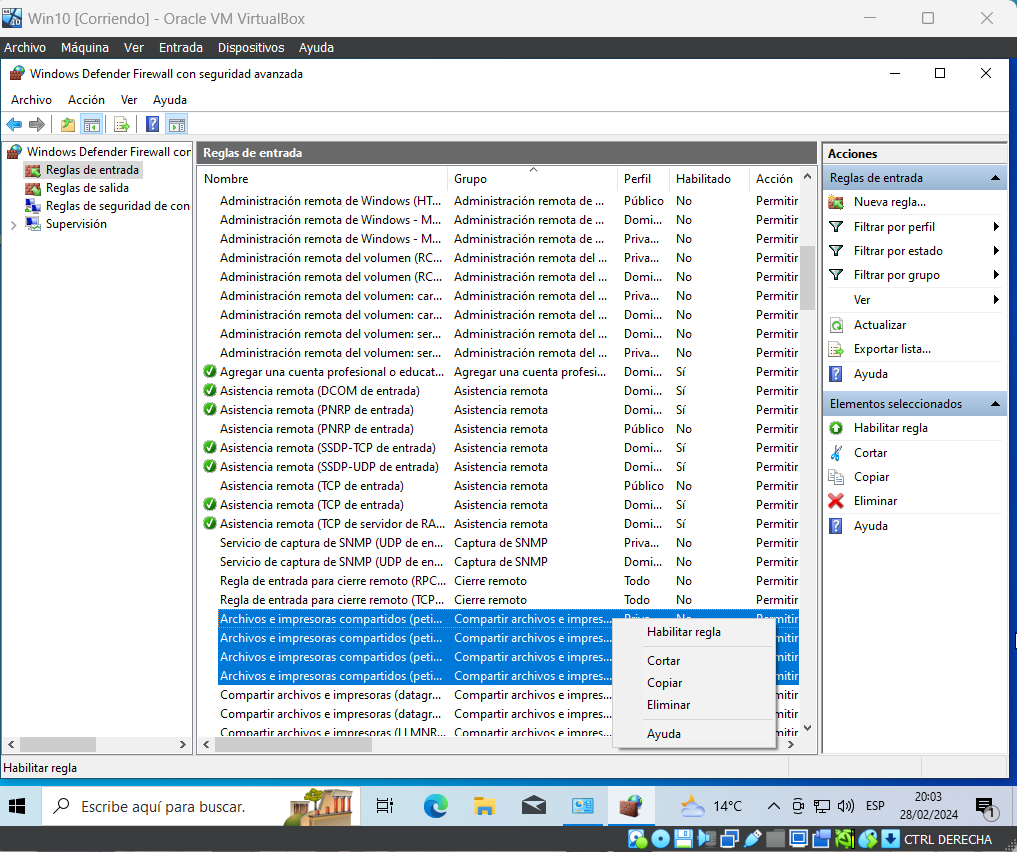 Win10 [Corriendo] - Oracle VM VirtualBox
Archivo Máquina Ver Entrada Dispositivos Ayuda
Windows Defender Firewall con seguridad avanzada
Archivo Acción Ver Ayuda
Windows Defender Firewall con
Reglas de entrada
Reglas de salida
Reglas de seguridad de con
Supervisión
Reglas de entrada
Nombre Grupo Perfil Habilitado Acción
Administración remota de Windows (HT... Administración remota de ... Público No Permitir
Administración remota de Windows - M... Administración remota de ... Domi... No Permitir
Administración remota de Windows - M... Administración remota de ... Priva... No Permitir
Administración remota del volumen (RC... Administración remota del ... Priva... No Permitir
Administración remota del volumen (RC... Administración remota del ... Domi... No Permitir
Administración remota del volumen: car... Administración remota del ... Priva... No Permitir
Administración remota del volumen: car... Administración remota del ... Domi... No Permitir
Administración remota del volumen: ser... Administración remota del ... Domi... No Permitir
Administración remota del volumen: ser... Administración remota del ... Priva... No Permitir
Agregar una cuenta profesional o educat... Agregar una cuenta profesi... Domi... Sí Permitir
Asistencia remota (DCOM de entrada) Asistencia remota Domi... Sí Permitir
Asistencia remota (PNRP de entrada) Asistencia remota Domi... Sí Permitir
Asistencia remota (PNRP de entrada) Asistencia remota Público No Permitir
Asistencia remota (SSDP-TCP de entrada) Asistencia remota Domi... Sí Permitir
Asistencia remota (SSDP-UDP de entrada) Asistencia remota Domi... Sí Permitir
Asistencia remota (TCP de entrada) Asistencia remota Público No Permitir
Asistencia remota (TCP de entrada) Asistencia remota Domi... Sí Permitir
Asistencia remota (TCP de servidor de RA... Asistencia remota Domi... Sí Permitir
Servicio de captura de SNMP (UDP de en... Captura de SNMP Priva... No Permitir
Servicio de captura de SNMP (UDP de en... Captura de SNMP Domi... No Permitir
Regla de entrada para cierre remoto (RPC... Cierre remoto Todo No Permitir
Regla de entrada para cierre remoto (TCP... Cierre remoto Todo No Permitir
Archivos e impresoras compartidos (peti... Compartir archivos e impres... Priva... No Permitir
Archivos e impresoras compartidos (peti... Compartir archivos e impres... mitir
Archivos e impresoras compartidos (peti... Compartir archivos e impres... mitir
Archivos e impresoras compartidos (peti... Compartir archivos e impres... mitir
Compartir archivos e impresoras (datagr... Compartir archivos e impres... mitir
Compartir archivos e impresoras (datagr... Compartir archivos e impres... mitir
Compartir archivos e impresoras (LLMNR... Compartir archivos e impres... mitir
Habilitar regla
Cortar
Copiar
Eliminar
Ayuda
Acciones
Reglas de entrada
Nueva regla...
Filtrar por perfil
Filtrar por estado
Filtrar por grupo
Ver
Actualizar
Exportar lista...
Ayuda
Elementos seleccionados
Habilitar regla
Cortar
Copiar
Eliminar
Ayuda
Habilitar regla
Escribe aquí para buscar.
14°C
ESP
20:03
28/02/2024
1
CTRL DERECHA